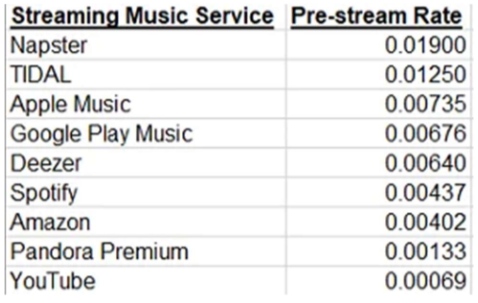 Streaming Music Service Pre-stream Rate
Napster 0.01900
TIDAL 0.01250
Apple Music 0.00735
Google Play Music 0.00676
Deezer 0.00640
Spotify 0.00437
Amazon 0.00402
Pandora Premium 0.00133
YouTube 0.00069